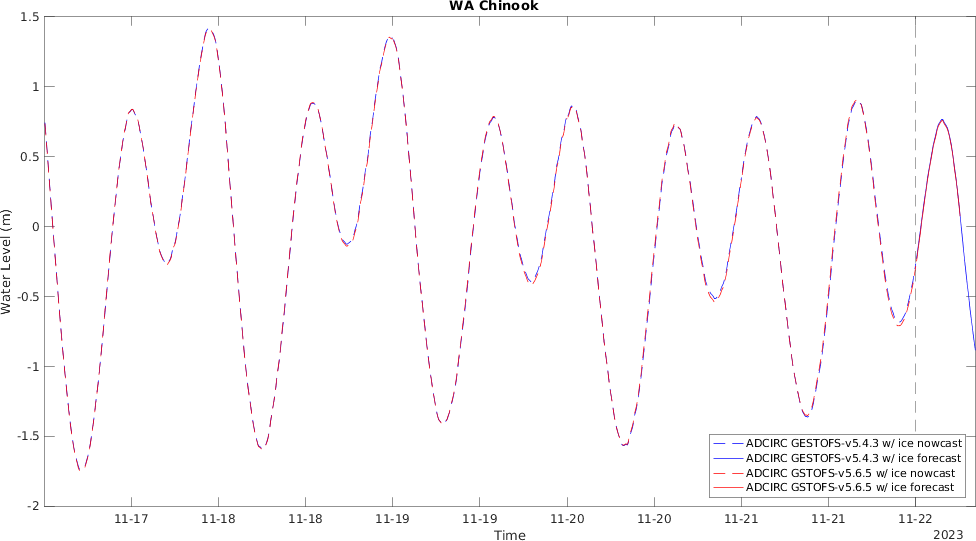 WA Chinook
1.5
1
0.5
0
-0.5
-1
-1.5
-2
Water Level (m)
11-17
11-18
11-18
11-19
11-19
11-20
11-20
11-21
11-21
11-22
Time
2023
ADCIRC GESTOFS-v5.4.3 w/ ice nowcast
ADCIRC GESTOFS-v5.4.3 w/ ice forecast
ADCIRC GSTOFS-v5.6.5 w/ ice nowcast
ADCIRC GSTOFS-v5.6.5 w/ ice forecast